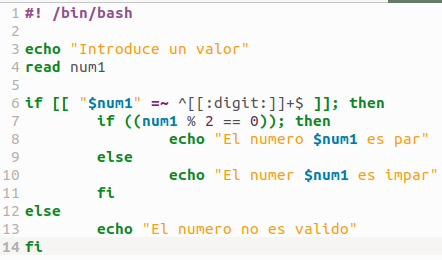 1 #! /bin/bash
2
3 echo "Introduce un valor"
4 read num1
5
6 if [[ "$num1" =~ ^[[:digit:]]+$ ]]; then
7 if ((num1 % 2 == 0)); then
8 echo "El numero $num1 es par"
9 else
10 echo "El numer $num1 es impar"
11 fi
12 else
13 echo "El numero no es valido"
14 fi